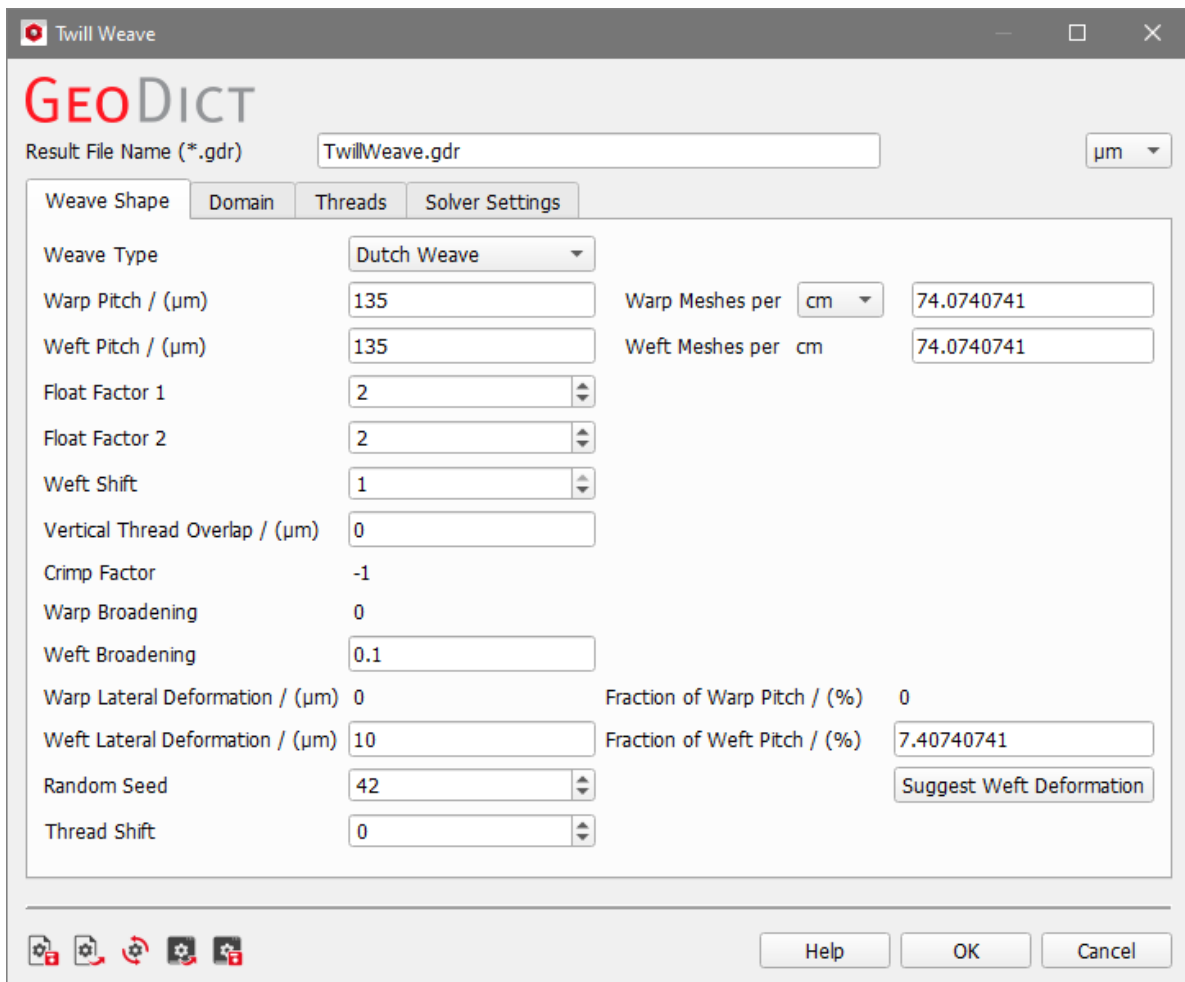 Twill Weave
GEODICT
Result File Name (*.gdr) TwillWeave.gdr µm
Weave Shape Domain Threads Solver Settings
Weave Type Dutch Weave
Warp Pitch / (µm) 135 Warp Meshes per cm 74.0740741
Weft Pitch / (µm) 135 Weft Meshes per cm 74.0740741
Float Factor 1 2
Float Factor 2 2
Weft Shift 1
Vertical Thread Overlap / (µm) 0
Crimp Factor -1
Warp Broadening 0
Weft Broadening 0.1
Warp Lateral Deformation / (µm) 0 Fraction of Warp Pitch / (%) 0
Weft Lateral Deformation / (µm) 10 Fraction of Weft Pitch / (%) 7.40740741
Random Seed 42 Suggest Weft Deformation
Thread Shift 0
Help OK Cancel